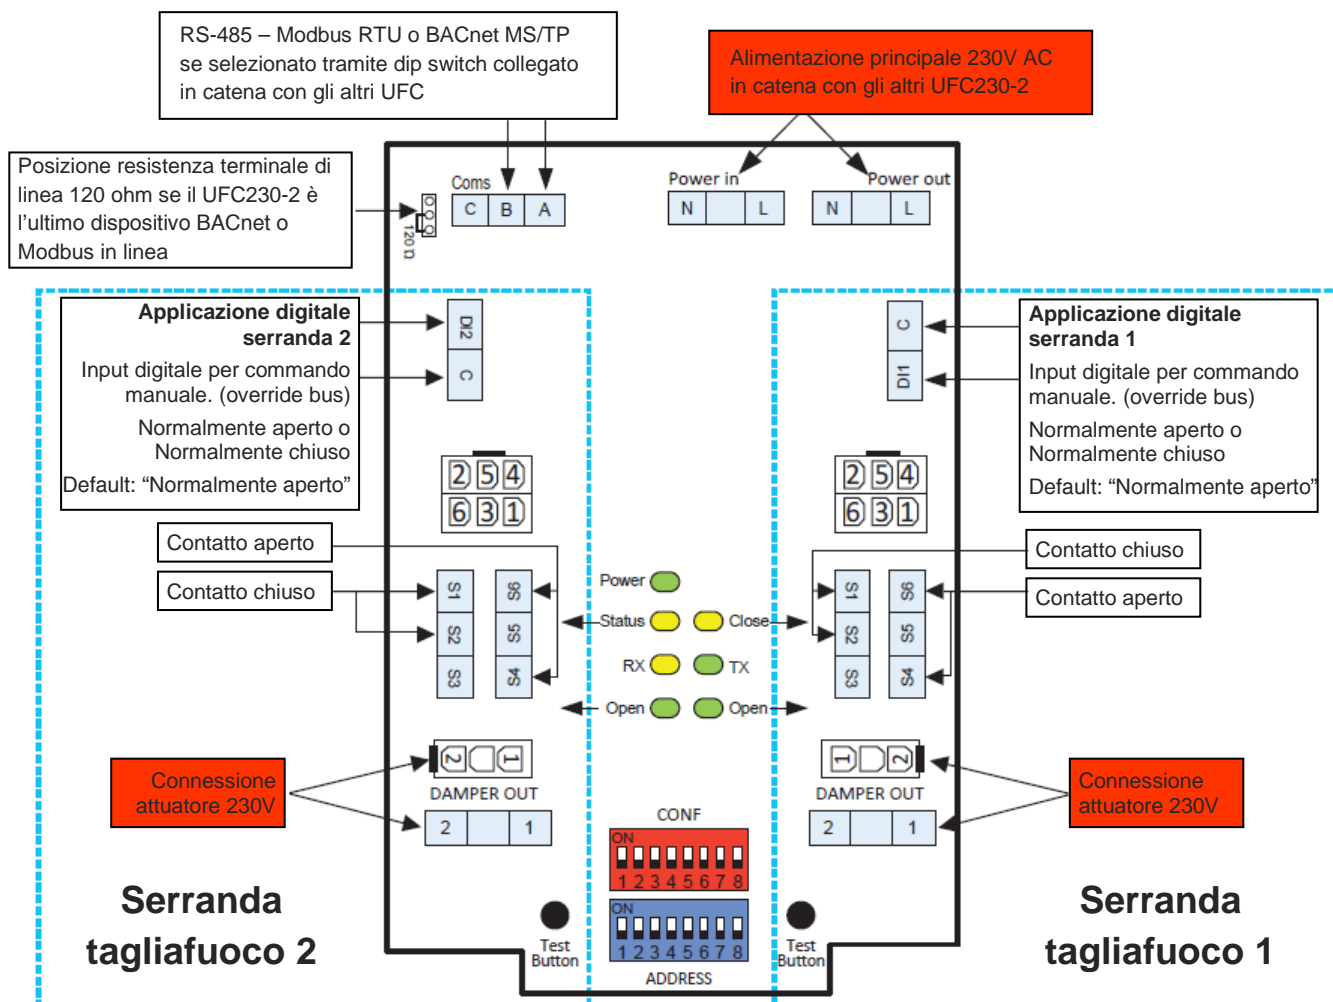 RS-485 – Modbus RTU o BACnet MS/TP
se selezionato tramite dip switch collegato
in catena con gli altri UFC
Alimentazione principale 230V AC
in catena con gli altri UFC230-2
Posizione resistenza terminale di
linea 120 ohm se il UFC230-2 è
l'ultimo dispositivo BACnet o
Modbus in linea
120 Ω
Coms
C B A
Power in
N L
Power out
N L
Applicazione digitale
serranda 2
Input digitale per commando
manuale. (override bus)
Normalmente aperto o
Normalmente chiuso
Default: “Normalmente aperto”
DI2
C
C
DI1
Applicazione digitale
serranda 1
Input digitale per commando
manuale. (override bus)
Normalmente aperto o
Normalmente chiuso
Default: “Normalmente aperto”
2 5 4
6 3 1
2 5 4
6 3 1
Contatto aperto
Contatto chiuso
Contatto chiuso
Contatto aperto
S1 S6
S2 S5
S3 S4
Power
Status Close
RX TX
Open Open
S1 S6
S2 S5
S3 S4
Connessione
attuatore 230V
2 1
DAMPER OUT
2 1
1 2
DAMPER OUT
2 1
Connessione
attuatore 230V
CONF
ON
1 2 3 4 5 6 7 8
ON
1 2 3 4 5 6 7 8
ADDRESS
Serranda
tagliafuoco 2
Test
Button
Test
Button
Serranda
tagliafuoco 1